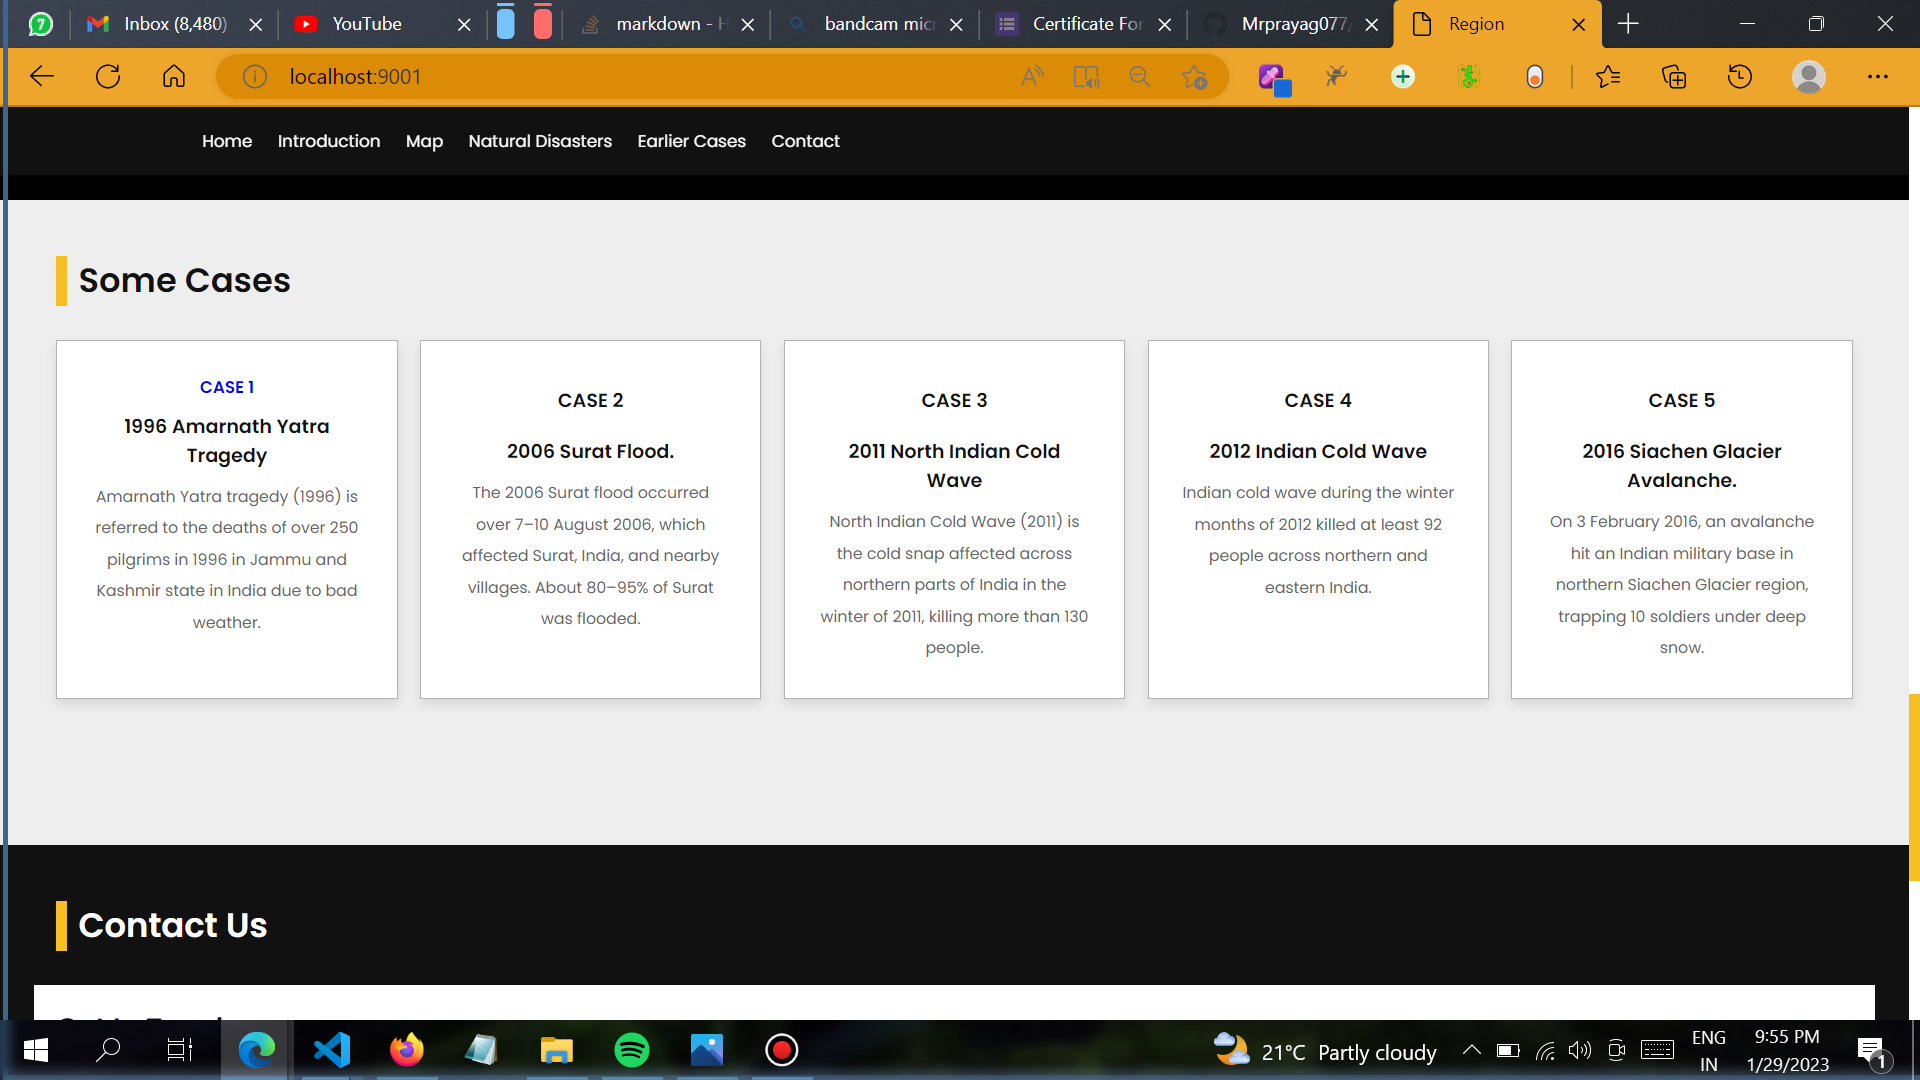 7
Inbox (8,480)
YouTube
markdown - H
bandcam mic
Certificate For
Mrprayag077/
Region
localhost:9001
Home Introduction Map Natural Disasters Earlier Cases Contact
Some Cases
CASE 1
1996 Amarnath Yatra
Tragedy
Amarnath Yatra tragedy (1996) is
referred to the deaths of over 250
pilgrims in 1996 in Jammu and
Kashmir state in India due to bad
weather.
CASE 2
2006 Surat Flood.
The 2006 Surat flood occurred
over 7–10 August 2006, which
affected Surat, India, and nearby
villages. About 80–95% of Surat
was flooded.
CASE 3
2011 North Indian Cold
Wave
North Indian Cold Wave (2011) is
the cold snap affected across
northern parts of India in the
winter of 2011, killing more than 130
people.
CASE 4
2012 Indian Cold Wave
Indian cold wave during the winter
months of 2012 killed at least 92
people across northern and
eastern India.
CASE 5
2016 Siachen Glacier
Avalanche.
On 3 February 2016, an avalanche
hit an Indian military base in
northern Siachen Glacier region,
trapping 10 soldiers under deep
snow.
Contact Us
21°C Partly cloudy
ENG
IN
9:55 PM
1/29/2023
1